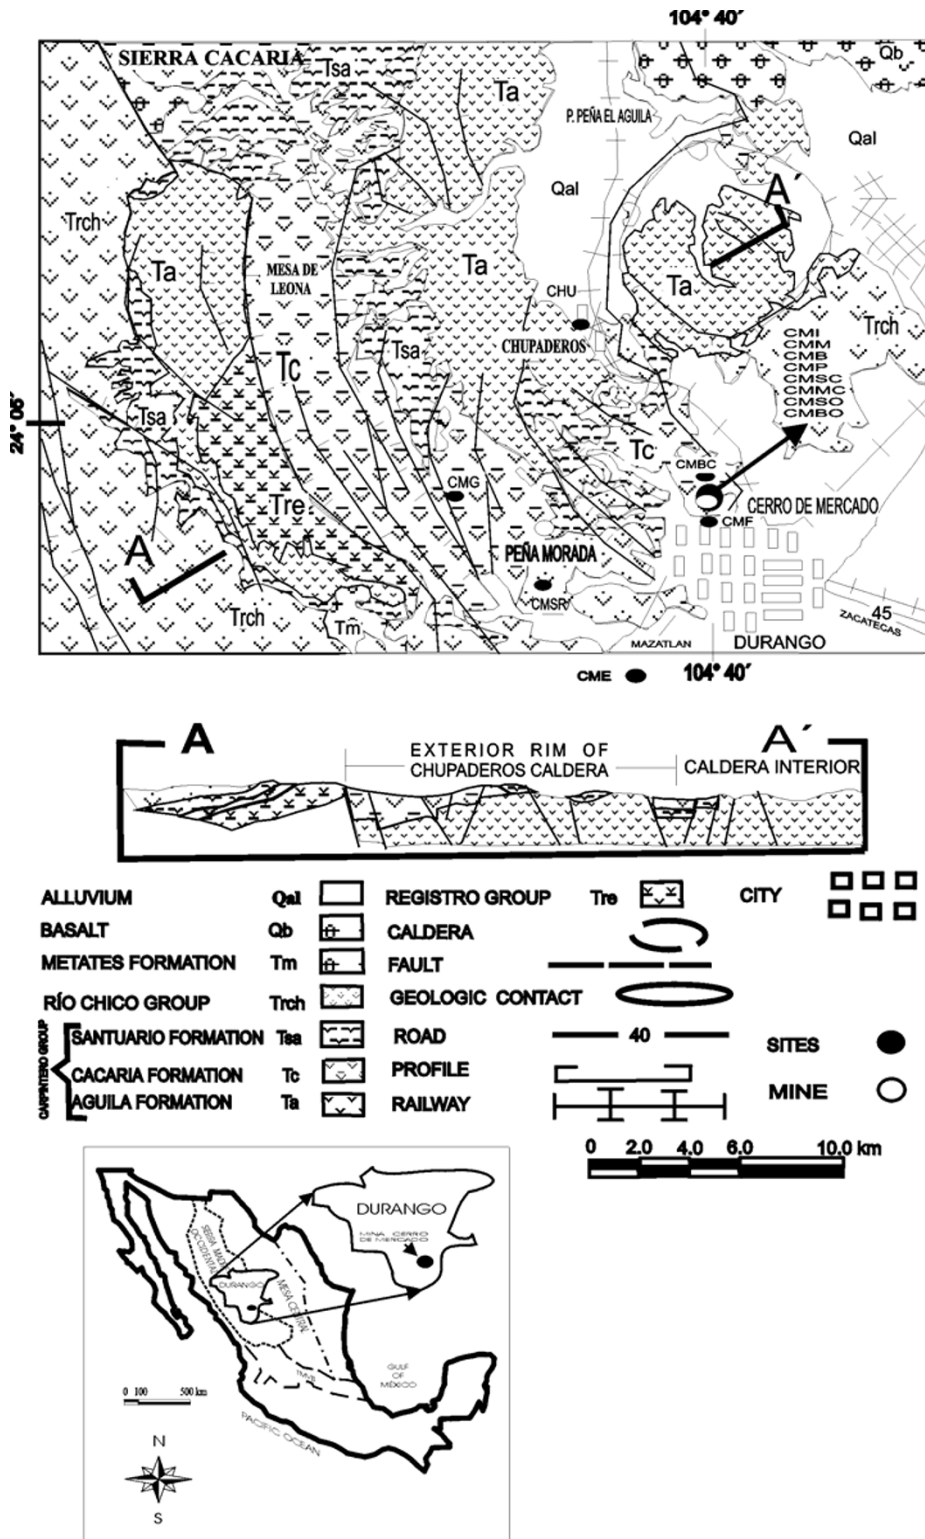 104° 40´
SIERRA CACARIA
Tsa
Ta
Qb
P. PEÑA EL AGUILA
Qal
Qal
A´
Trch
Ta
MESA DE
LEONA
Ta
Ta
CHU
Trch
CHUPADEROS
Tc
Tsa
CMI
CMM
CMB
CMP
CMSC
CMMC
CMSO
CMBO
24° 05´
Tsa
Tc
CMBC
CMG
CERRO DE MERCADO
Tre
CMF
A
PEÑA MORADA
CMSR
Trch
Tm
45
ZACATECAS
MAZATLAN
DURANGO
CME
104° 40´
A
A´
EXTERIOR RIM OF
CHUPADEROS CALDERA
CALDERA INTERIOR
ALLUVIUM Qal
REGISTRO GROUP Tre
CITY
BASALT Qb
CALDERA
METATES FORMATION Tm
FAULT
RÍO CHICO GROUP Trch
GEOLOGIC CONTACT
CARPINTERO GROUP
SANTUARIO FORMATION Tsa
ROAD 40
SITES
CACARIA FORMATION Tc
PROFILE
MINE
AGUILA FORMATION Ta
RAILWAY
0 2.0 4.0 6.0 10.0 km
DURANGO
MINA CERRO
DE MERCADO
SIERRA MADRE
OCCIDENTAL
DURANGO
MESA CENTRAL
TMVB
GULF
OF
MÉXICO
0 100 500 km
PACIFIC OCEAN
N
S